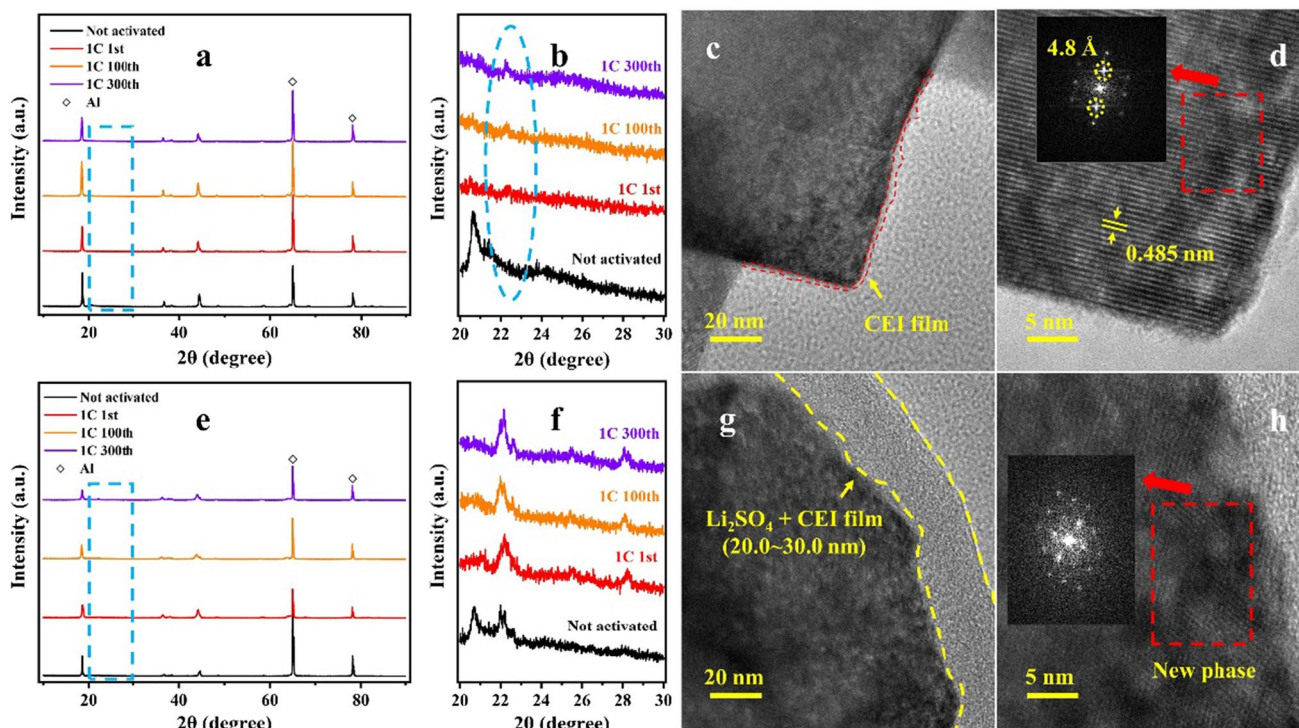 Not activated
1C 1st
1C 100th
1C 300th
Al
a
Intensity (a.u.)
20
40
60
80
2θ (degree)
b
1C 300th
1C 100th
1C 1st
Not activated
Intensity (a.u.)
20 22 24 26 28 30
2θ (degree)
c
CEI film
20 nm
d
4.8 Å
0.485 nm
5 nm
Not activated
1C 1st
1C 100th
1C 300th
Al
e
Intensity (a.u.)
20
40
60
80
2θ (degree)
f
1C 300th
1C 100th
1C 1st
Not activated
Intensity (a.u.)
20 22 24 26 28 30
2θ (degree)
g
Li₂SO₄ + CEI film
(20.0~30.0 nm)
20 nm
h
New phase
5 nm